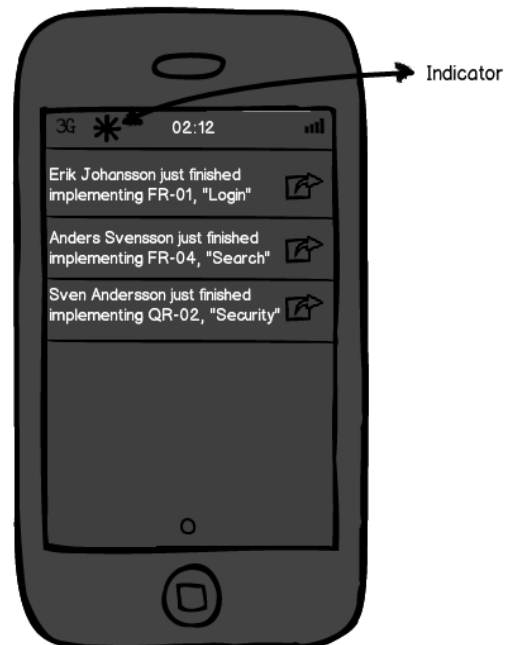 Indicator
3G 02:12
Erik Johansson just finished
implementing FR-01, "Login"
Anders Svensson just finished
implementing FR-04, "Search"
Sven Andersson just finished
implementing QR-02, "Security"